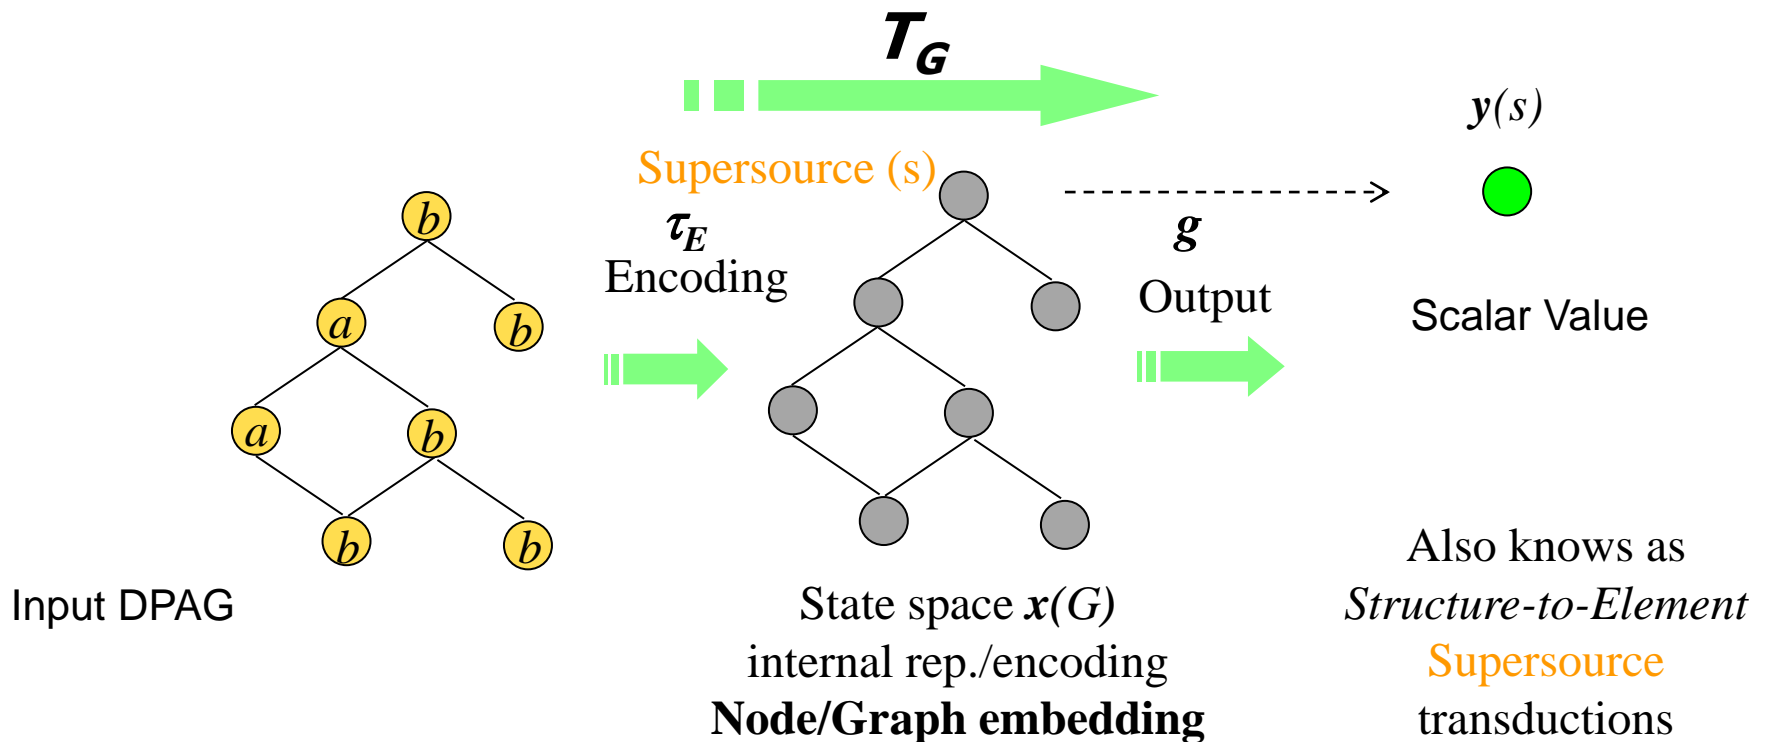 T_G
y(s)
Supersource (s)
τ_E
Encoding
g
Output
Scalar Value
b
a
b
a
b
b
b
Input DPAG
State space x(G)
internal rep./encoding
Node/Graph embedding
Also knows as
Structure-to-Element
Supersource
transductions